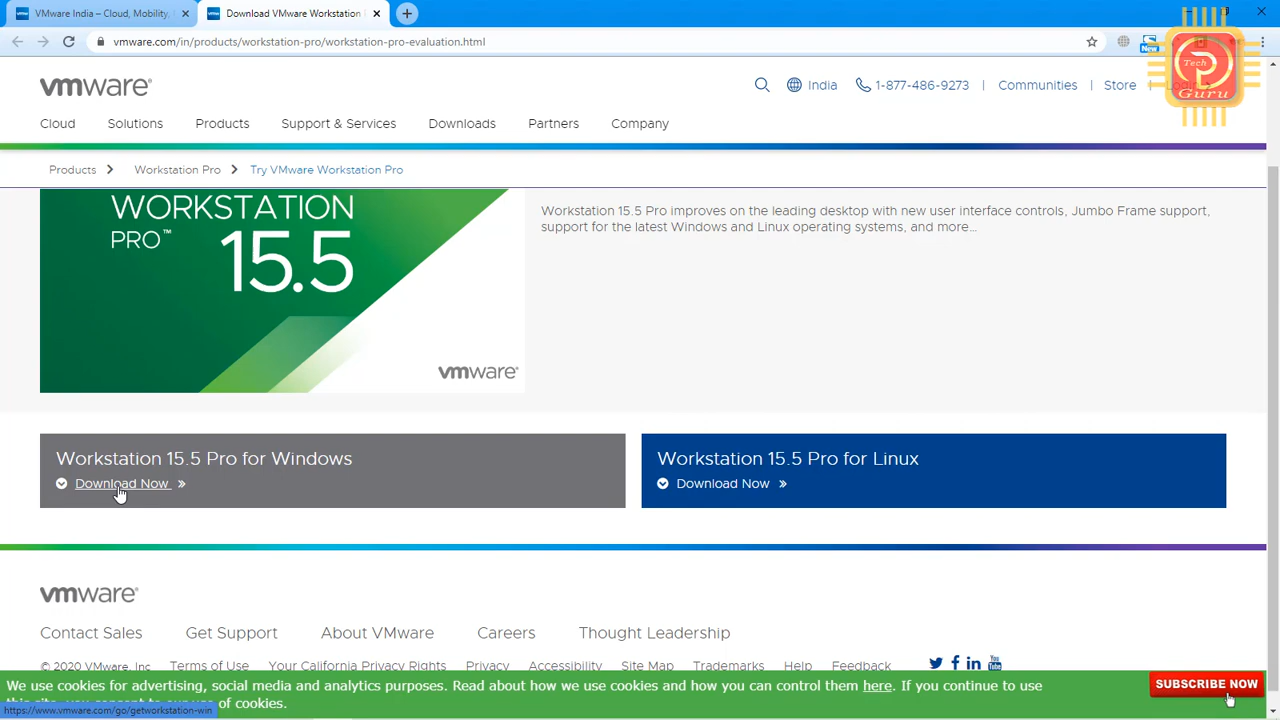 VMware India – Cloud, Mobility,
Download VMware Workstation
vmware.com/in/products/workstation-pro/workstation-pro-evaluation.html
New
Tech
Guru
vmware
India
1-877-486-9273
Communities
Store
Cloud
Solutions
Products
Support & Services
Downloads
Partners
Company
Products
Workstation Pro
Try VMware Workstation Pro
WORKSTATION
PRO™
15.5
vmware
Workstation 15.5 Pro improves on the leading desktop with new user interface controls, Jumbo Frame support,
support for the latest Windows and Linux operating systems, and more...
Workstation 15.5 Pro for Windows
Download Now
Workstation 15.5 Pro for Linux
Download Now
vmware
Contact Sales
Get Support
About VMware
Careers
Thought Leadership
© 2020 VMware, Inc
Terms of Use
Your California Privacy Rights
Privacy
Accessibility
Site Map
Trademarks
Help
Feedback
We use cookies for advertising, social media and analytics purposes. Read about how we use cookies and how you can control them here. If you continue to
of cookies.
https://www.vmware.com/go/getworkstation-win
SUBSCRIBE NOW